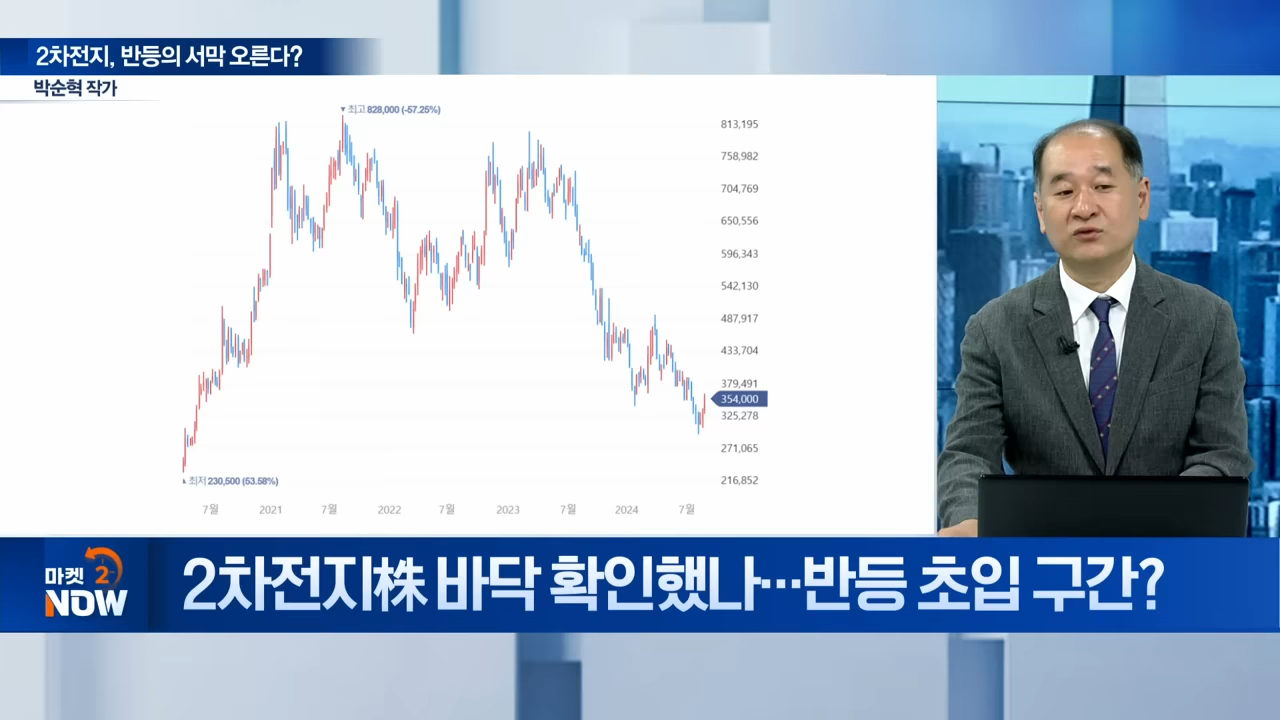 2차전지, 반등의 서막 오른다?
박순혁 작가
▼최고 828,000 (-57.25%)
813,195
758,982
704,769
650,556
596,343
542,130
487,917
433,704
379,491
354,000
325,278
271,065
216,852
▲최저 230,500 (53.58%)
7월 2021 7월 2022 7월 2023 7월 2024 7월
마켓 2
NOW
2차전지株 바닥 확인했나…반등 초입 구간?